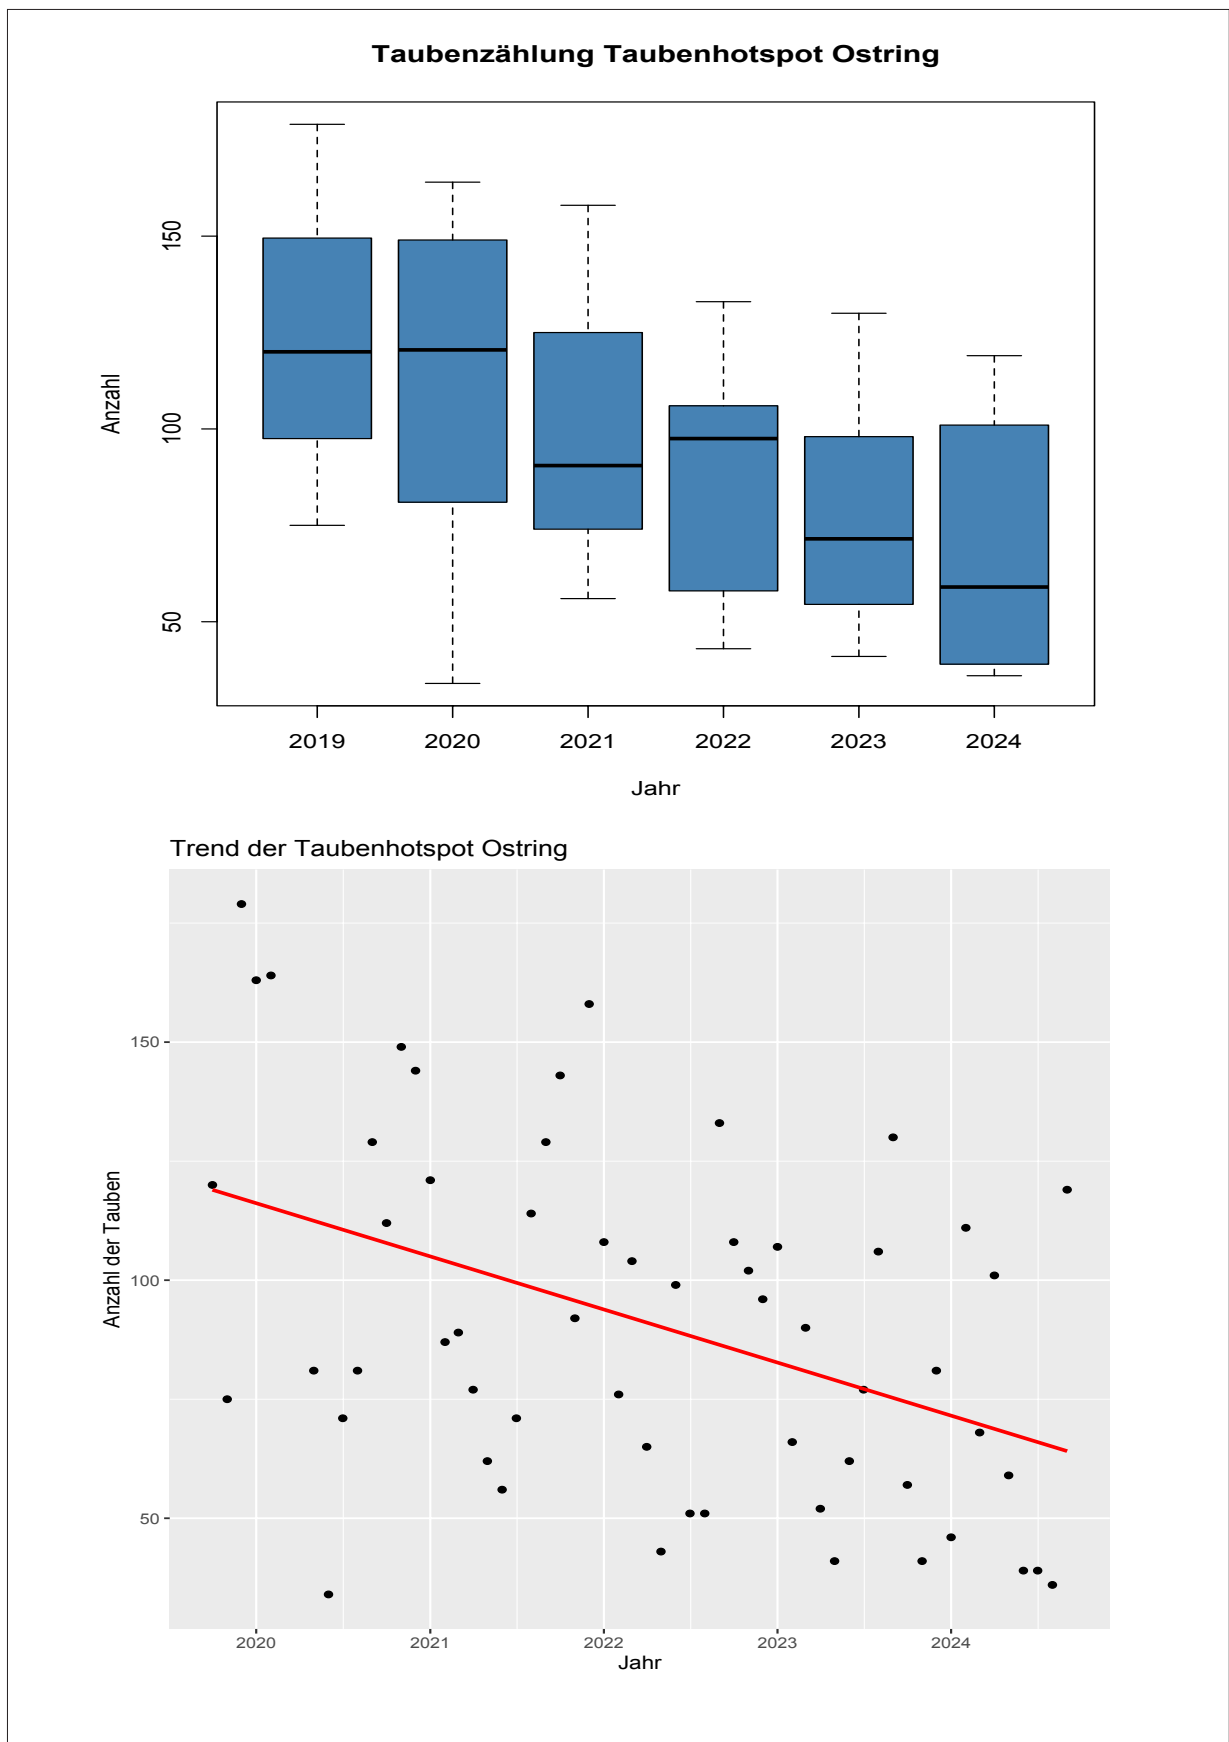 Taubenzählung Taubenhotspot Ostring
150
100
50
Anzahl
2019 2020 2021 2022 2023 2024
Jahr
Trend der Taubenhotspot Ostring
150
100
50
Anzahl der Tauben
2020 2021 2022 2023 2024
Jahr